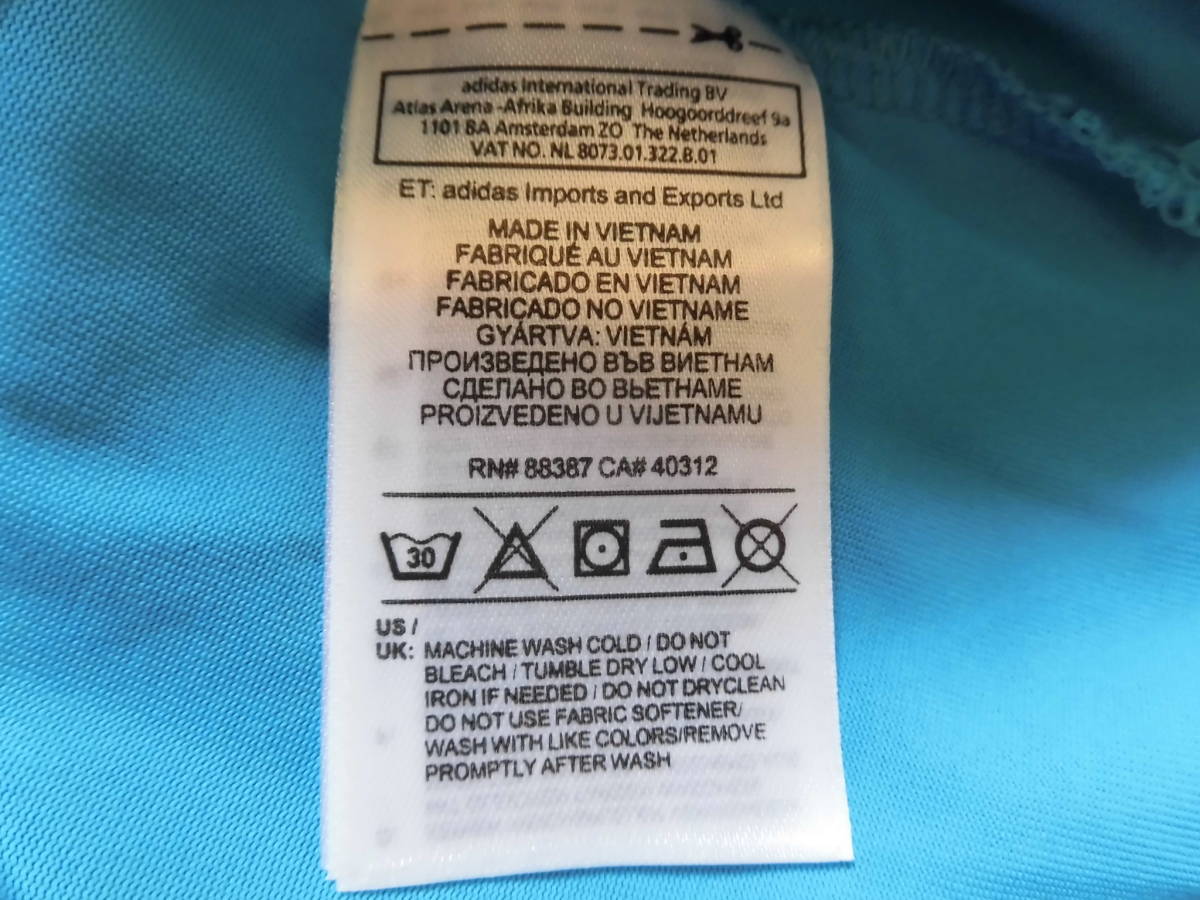 adidas International Trading BV
Atlas Arena -Afrika Building Hoogoorddreef 9a
1101 BA Amsterdam ZO The Netherlands
VAT NO. NL 8073.01.322.B.01
ET: adidas Imports and Exports Ltd
MADE IN VIETNAM
FABRIQUÉ AU VIETNAM
FABRICADO EN VIETNAM
FABRICADO NO VIETNAME
GYÁRTVA: VIETNÁM
ПРОИЗВЕДЕНО ВЪВ ВИЕТНАМ
СДЕЛАНО ВО ВЬЕТНАМЕ
PROIZVEDENO U VIJETNAMU
RN# 88387 CA# 40312
30
US /
UK: MACHINE WASH COLD / DO NOT
BLEACH / TUMBLE DRY LOW / COOL
IRON IF NEEDED / DO NOT DRYCLEAN
DO NOT USE FABRIC SOFTENER/
WASH WITH LIKE COLORS/REMOVE
PROMPTLY AFTER WASH